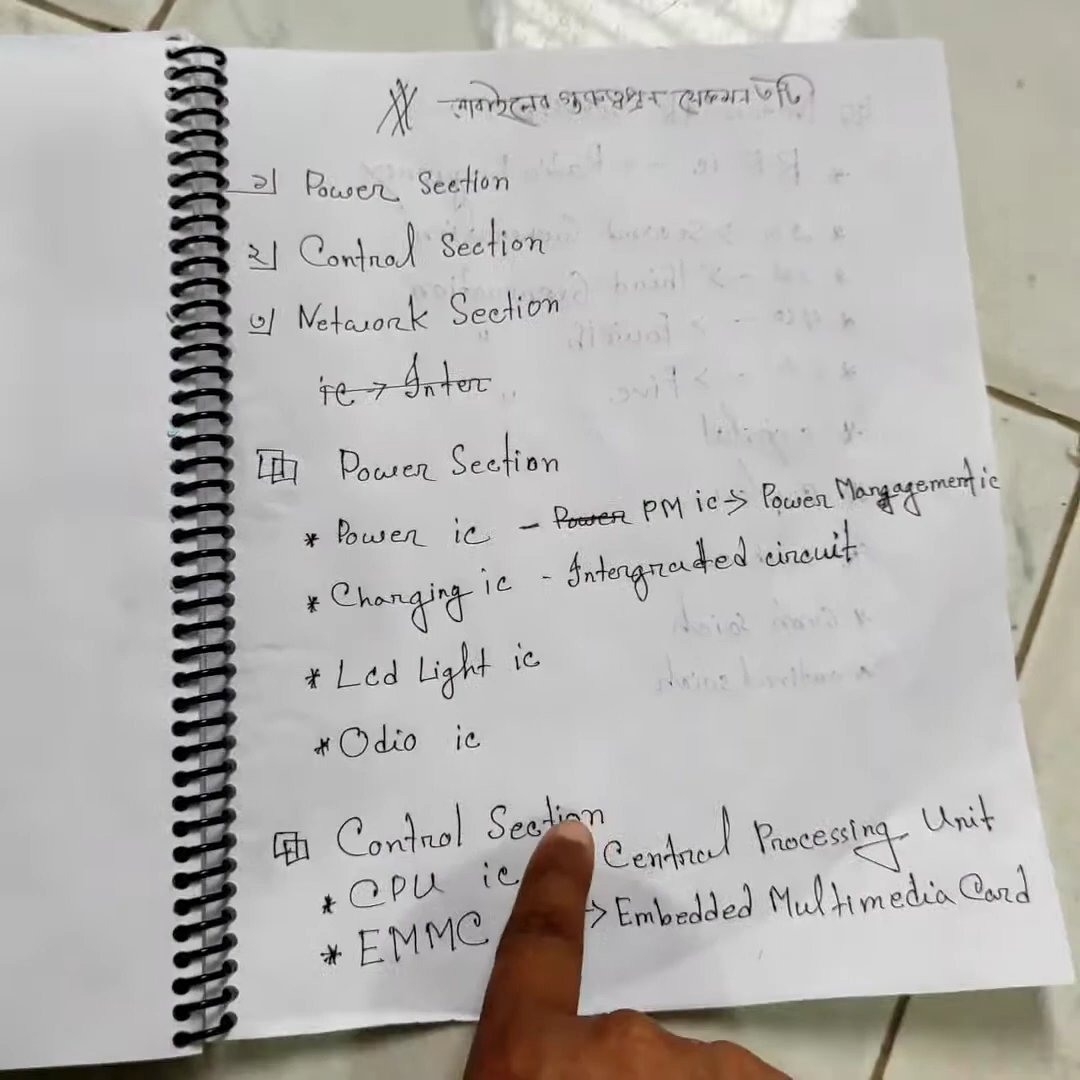 মোবাইলের গুরুত্বপূর্ন সেকশন ৩টি
১| Power Section
২| Control Section
৩| Network Section
ic → Inter
Power Section
* Power ic - Power PM ic → Power Mangagement ic
* Charging ic - Intergraded circuit
* Lcd Light ic
* Odio ic
Control Section
* CPU ic Central Processing Unit
* EMMC → Embedded Multimedia Card